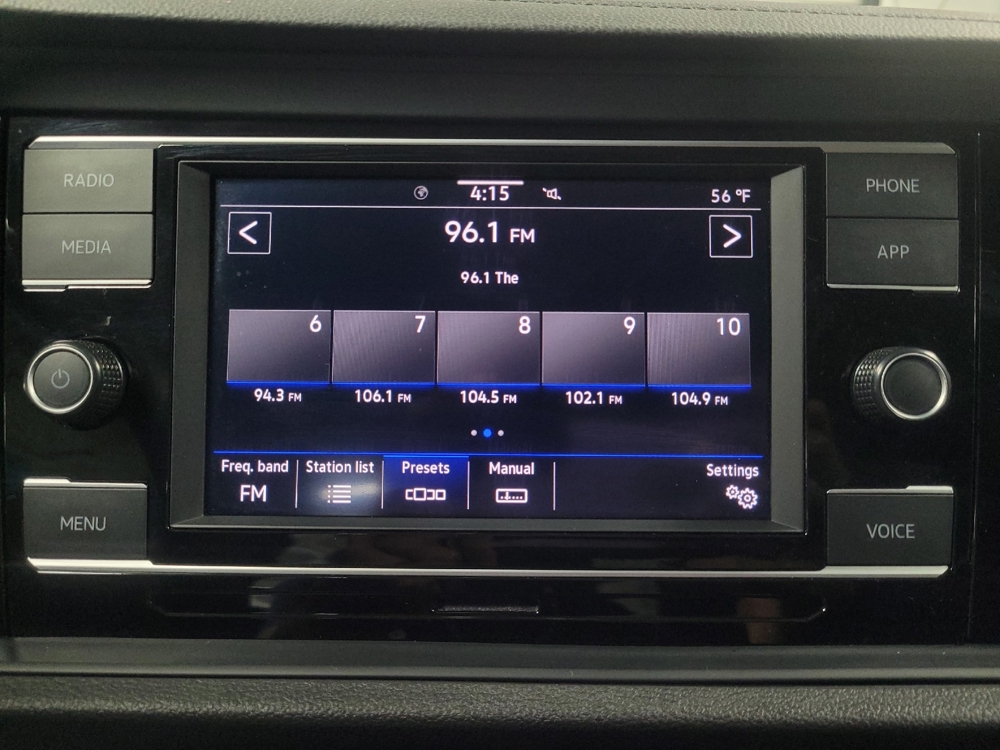 RADIO
MEDIA
MENU
4:15
56 °F
<
96.1 FM
>
96.1 The
6 7 8 9 10
94.3 FM 106.1 FM 104.5 FM 102.1 FM 104.9 FM
Freq. band Station list Presets Manual Settings
FM
PHONE
APP
VOICE